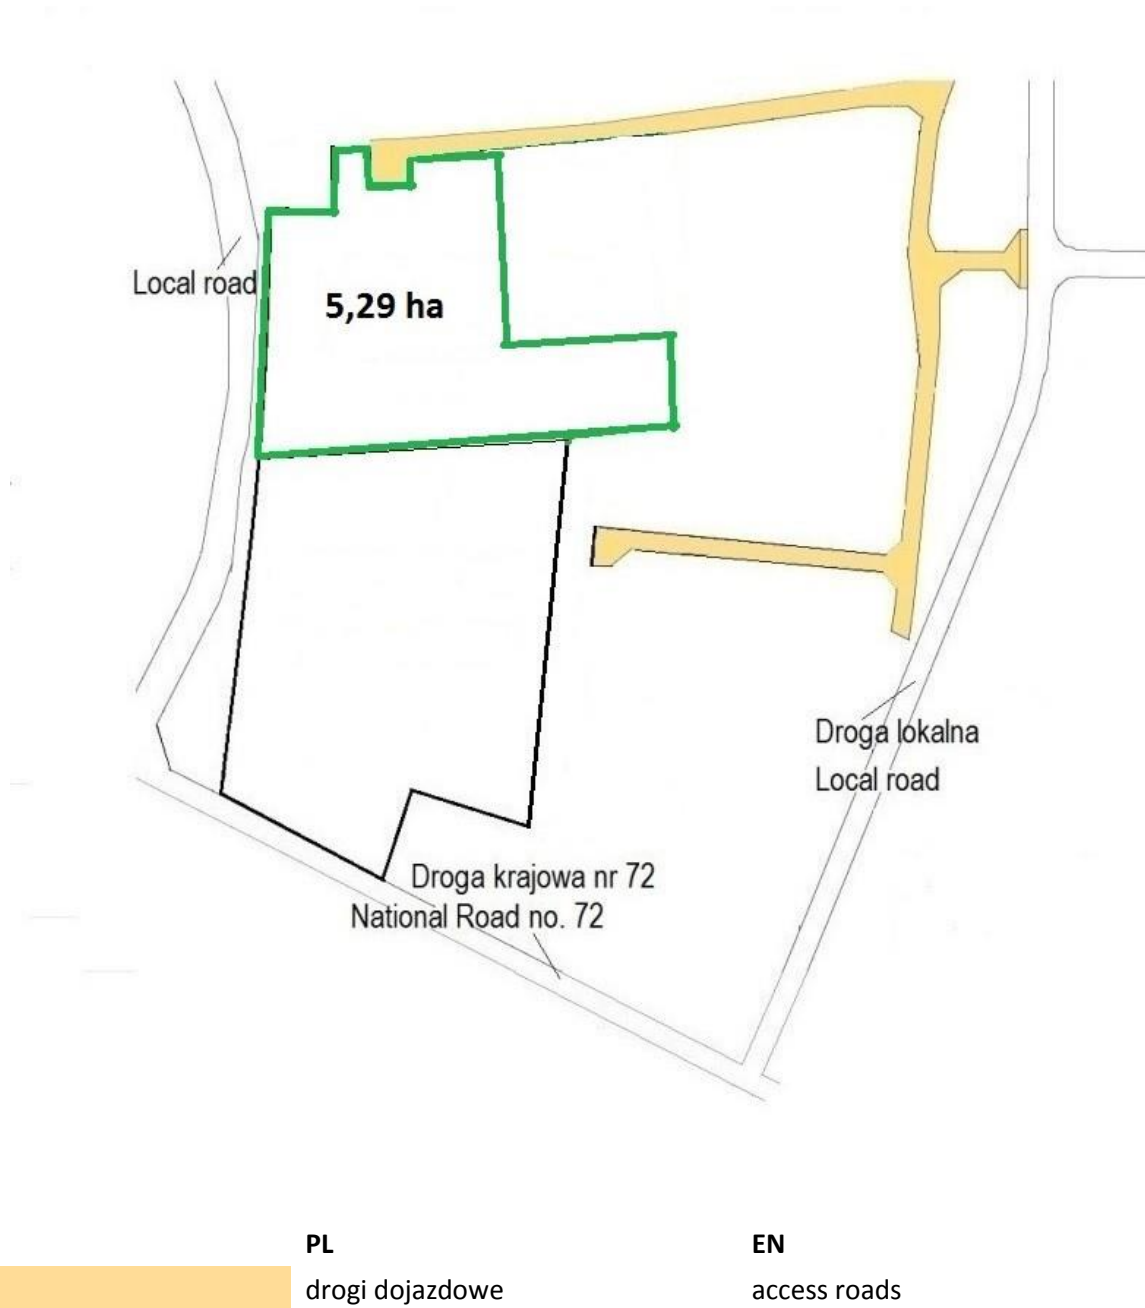 Local road
5,29 ha
Droga lokalna
Local road
Droga krajowa nr 72
National Road no. 72
PL EN
drogi dojazdowe access roads